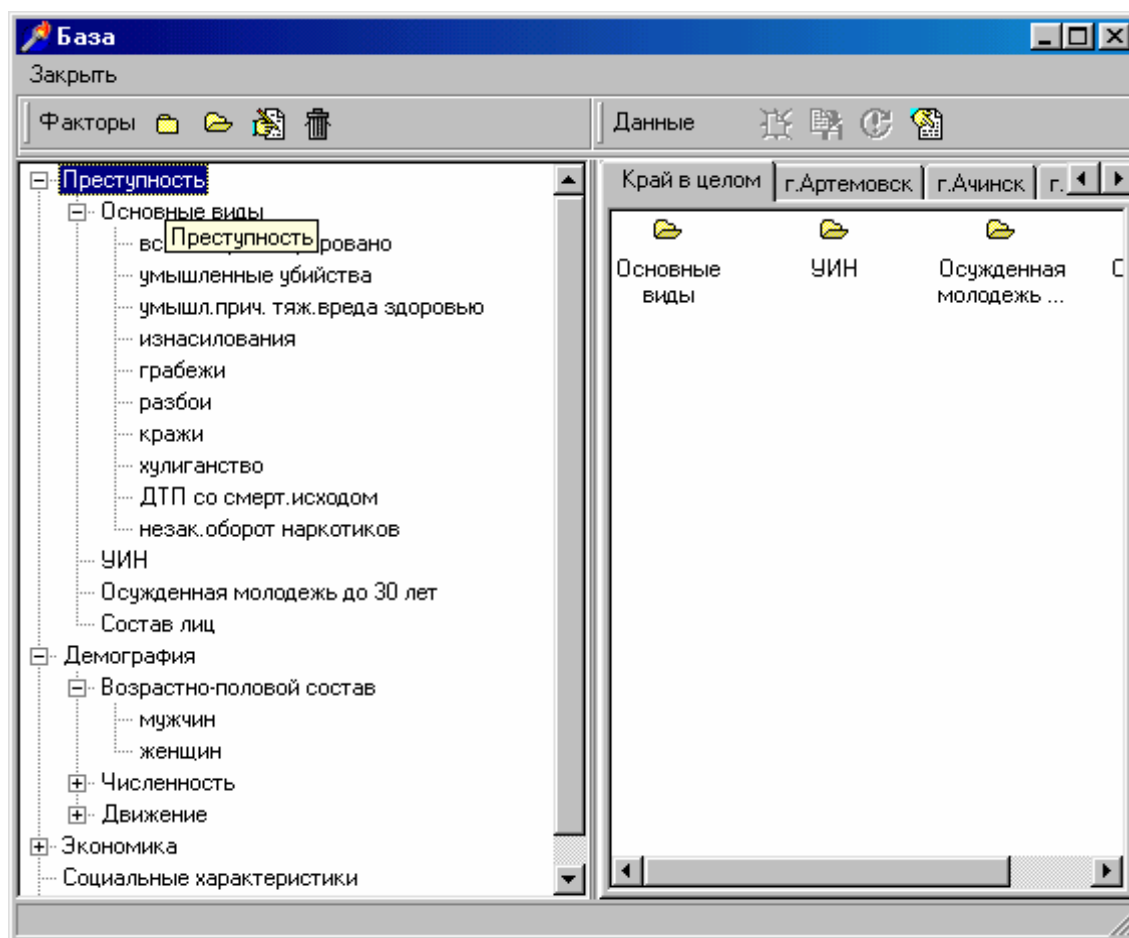 База
Закрыть
Факторы
Данные
Преступность
Основные виды
Преступность
вс ровано
умышленные убийства
умышл.прич. тяж.вреда здоровью
изнасилования
грабежи
разбои
кражи
хулиганство
ДТП со смерт.исходом
незак.оборот наркотиков
УИН
Осужденная молодежь до 30 лет
Состав лиц
Демография
Возрастно-половой состав
мужчин
женщин
Численность
Движение
Экономика
Социальные характеристики
Край в целом г.Артемовск г.Ачинск г.
Основные УИН Осужденная
виды молодежь ...